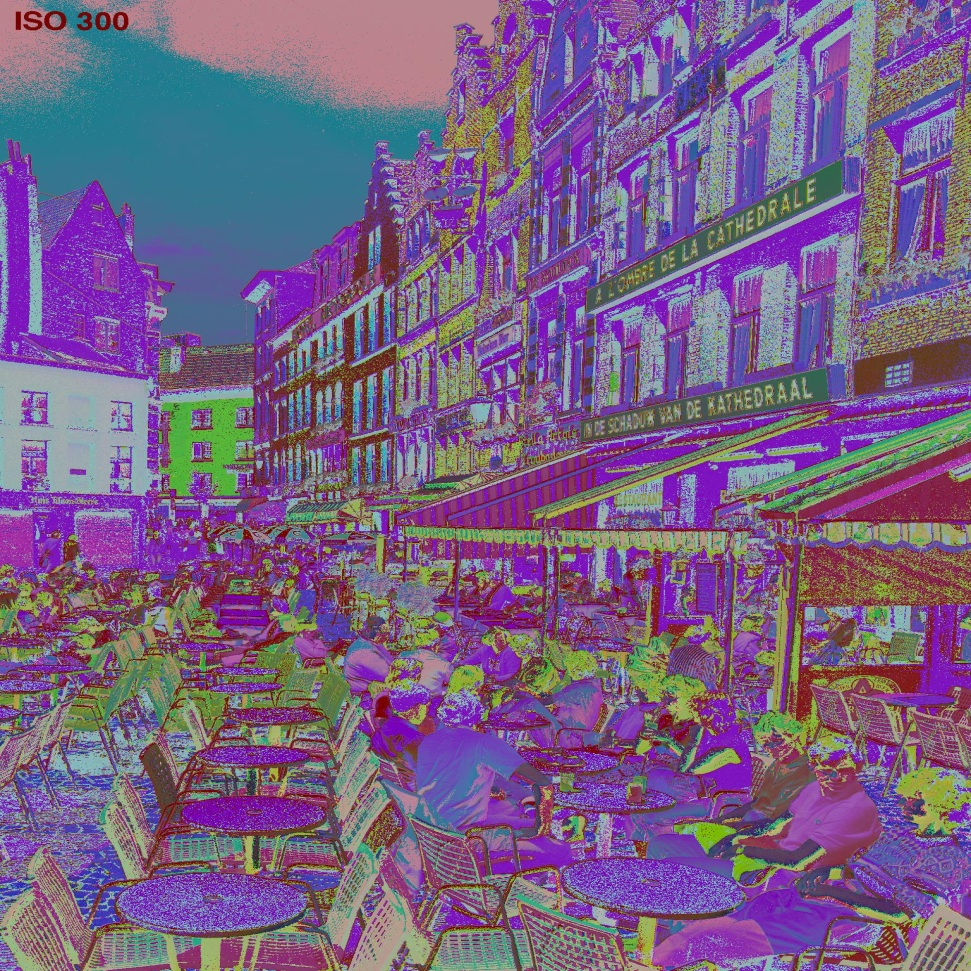 ISO 300
A L'OMBRE DE LA CATHEDRALE
IN DE SCHADUW VAN DE KATHEDRAAL